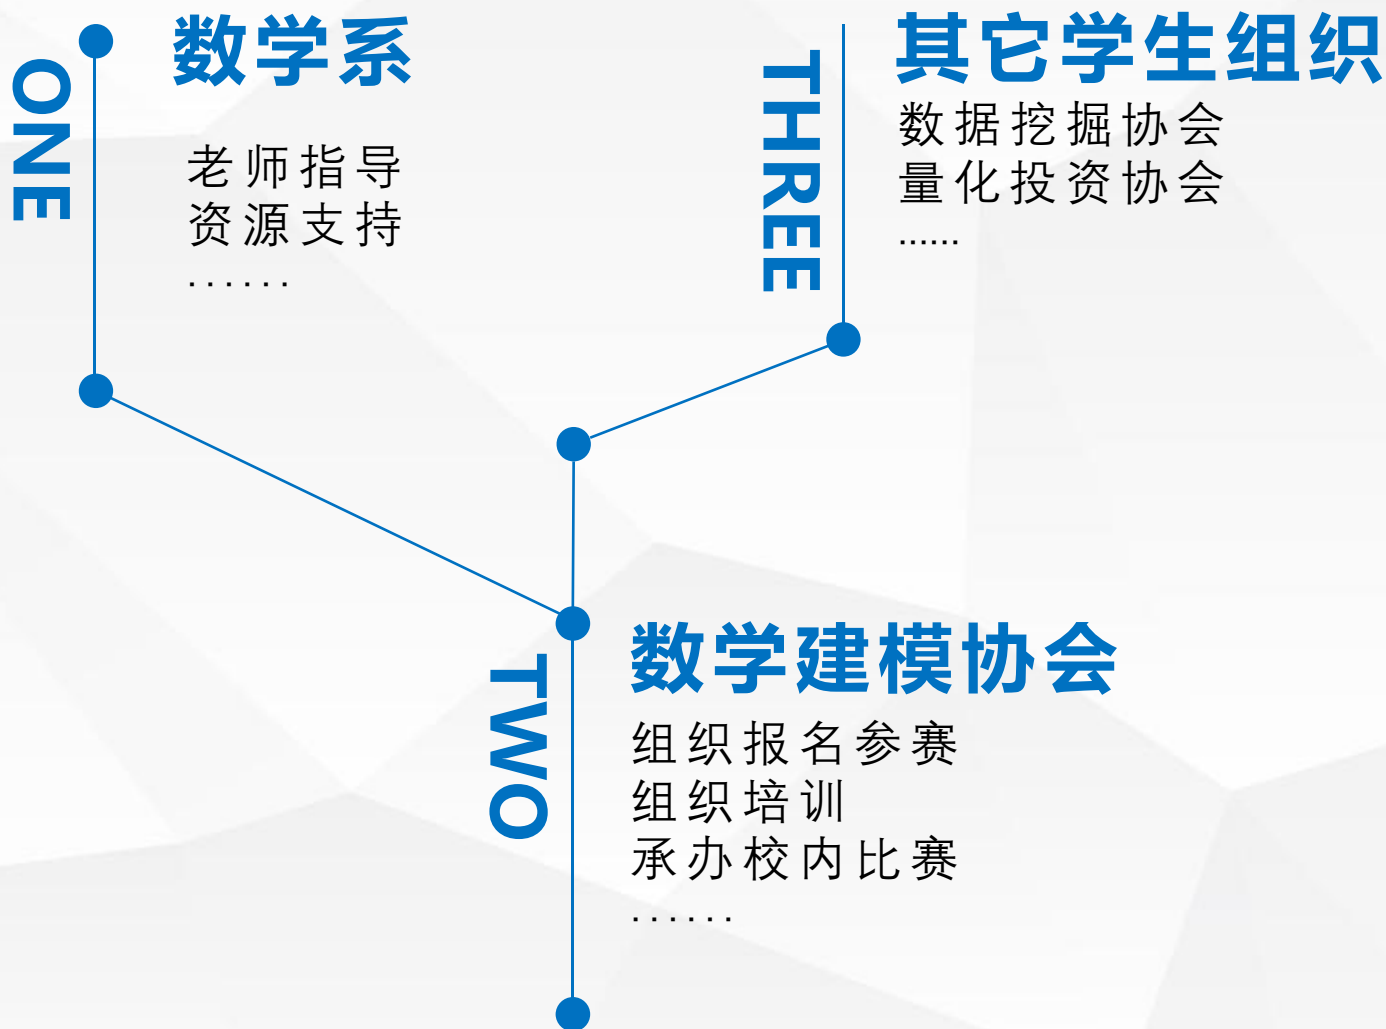 ONE
数学系
老师指导
资源支持
......
THREE
其它学生组织
数据挖掘协会
量化投资协会
......
TWO
数学建模协会
组织报名参赛
组织培训
承办校内比赛
......